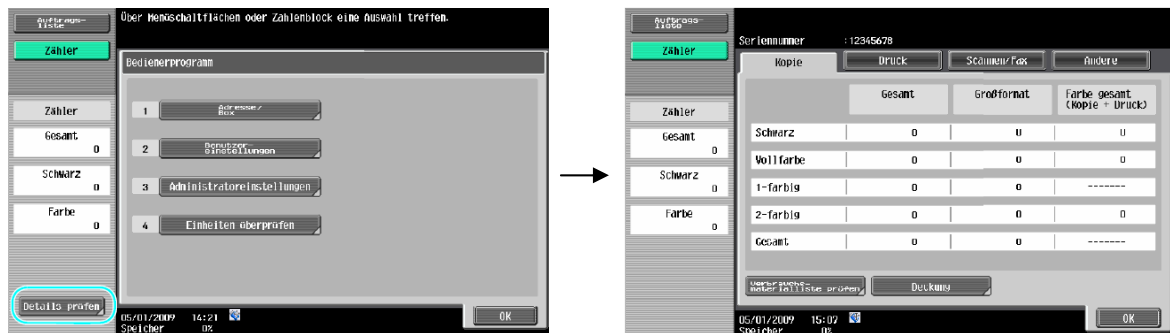 Auftrags-
liste
Über Menüschaltflächen oder Zahlenblock eine Auswahl treffen.
Zähler
Bedienerprogramm
Zähler
Gesamt
0
Schwarz
0
Farbe
0
1 Adresse/
Box
2 Benutzer-
einstellungen
3 Administratoreinstellungen
4 Einheiten überprüfen
Details prüfen
05/01/2009 14:21
Speicher 0%
OK
Auftrags-
liste
Zähler
Seriennummer :12345678
Kopie Druck Scannen/Fax Andere
Zähler
Gesamt
0
Schwarz
0
Farbe
0
Gesamt Großformat Farbe gesamt
(Kopie + Druck)
Schwarz 0 0 0
Vollfarbe 0 0 0
1-farbig 0 0 -------
2-farbig 0 0 0
Gesamt 0 0 -------
Verbrauchs-
materialliste prüfen
Deckung
05/01/2009 15:07
Speicher 0%
OK